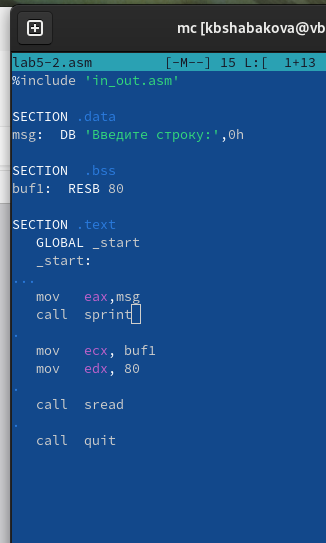 mc [kbshabakova@vb
lab5-2.asm [-M--] 15 L:[ 1+13
%include 'in_out.asm'
SECTION .data
msg: DB 'Введите строку:',0h
SECTION .bss
buf1: RESB 80
SECTION .text
GLOBAL _start
_start:
...
mov eax,msg
call sprint
.
mov ecx, buf1
mov edx, 80
.
call sread
.
call quit